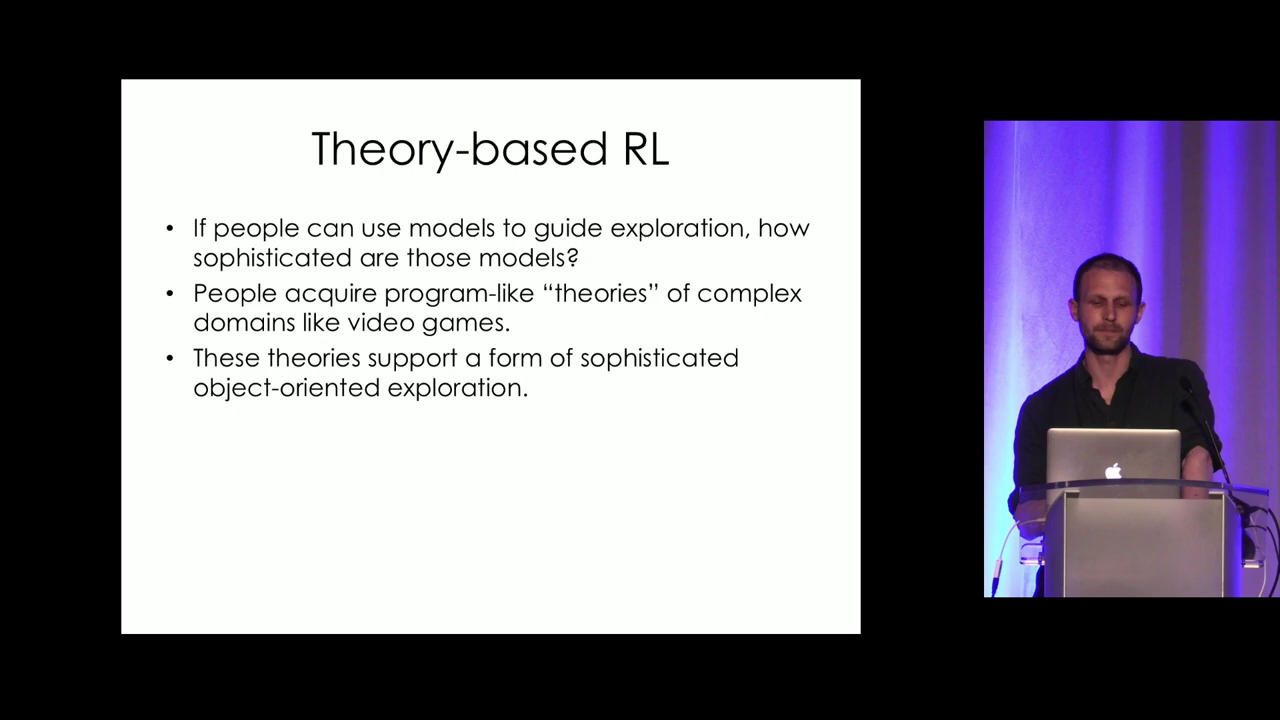 Theory-based RL
• If people can use models to guide exploration, how
sophisticated are those models?
• People acquire program-like “theories” of complex
domains like video games.
• These theories support a form of sophisticated
object-oriented exploration.